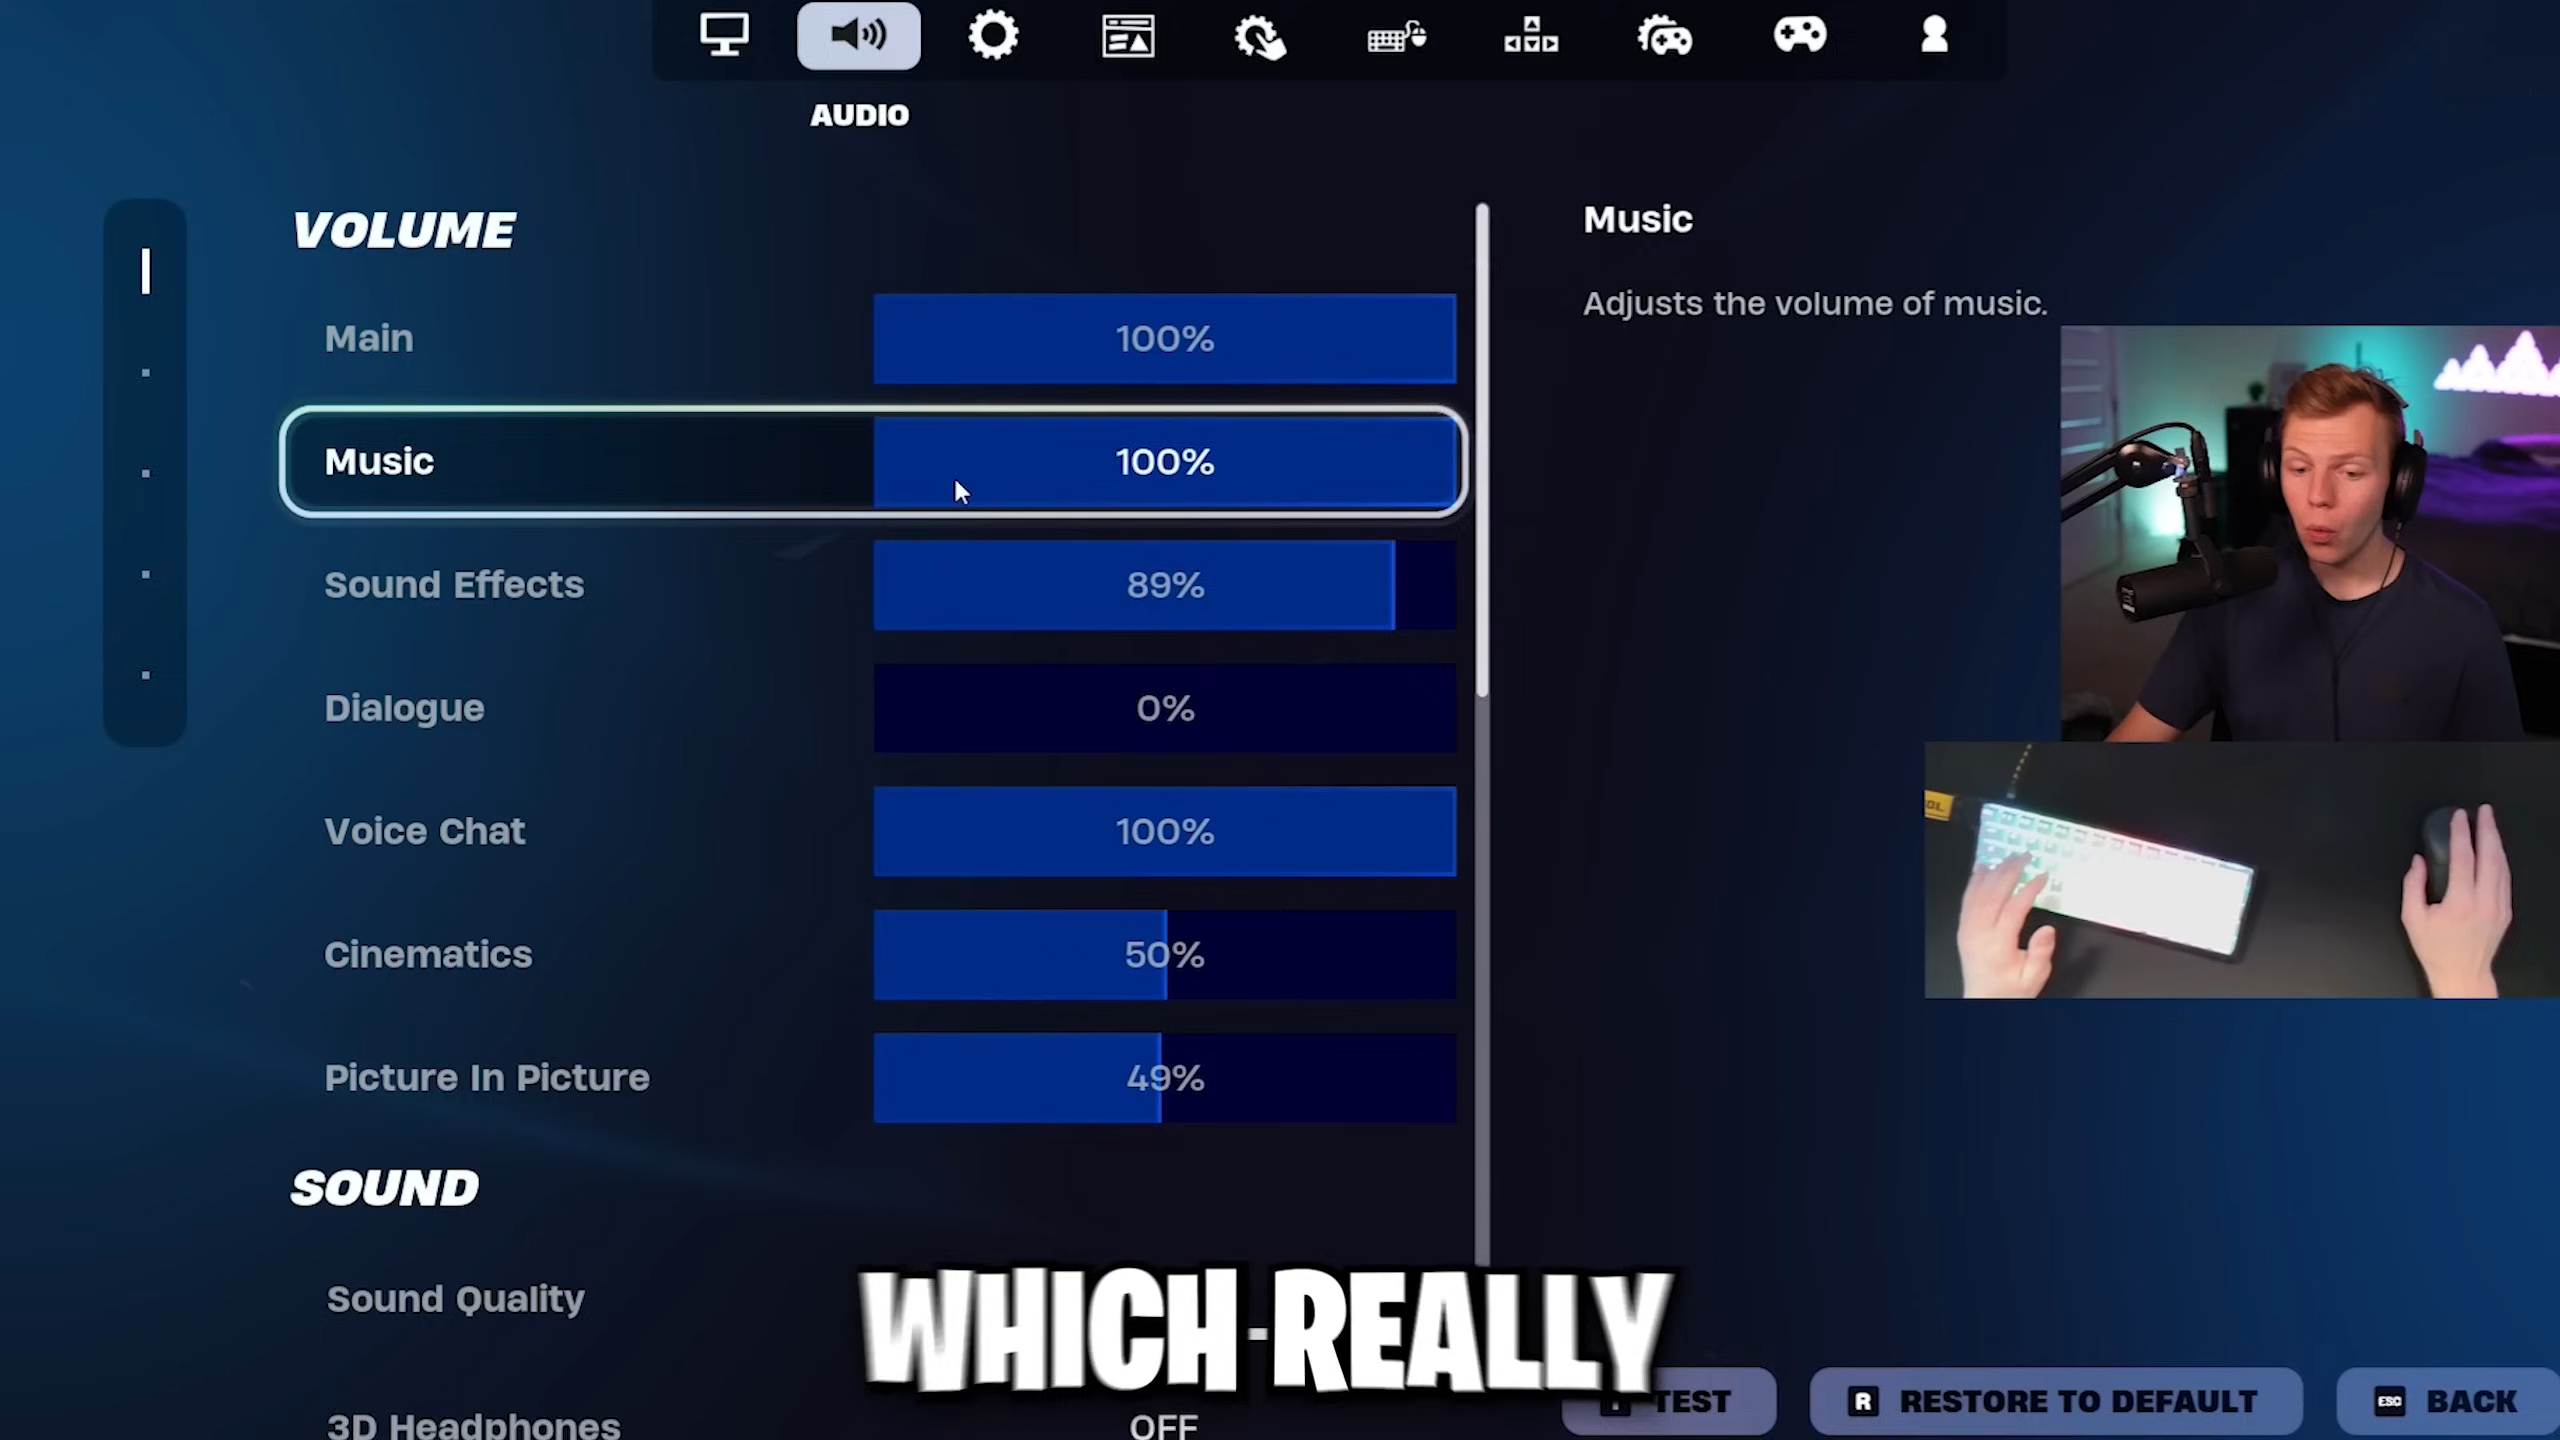 AUDIO
VOLUME
Main 100%
Music 100%
Sound Effects 89%
Dialogue 0%
Voice Chat 100%
Cinematics 50%
Picture In Picture 49%
SOUND
Sound Quality
3D Headphones OFF
Music
Adjusts the volume of music.
WHICH REALLY
TEST
R RESTORE TO DEFAULT
ESC BACK